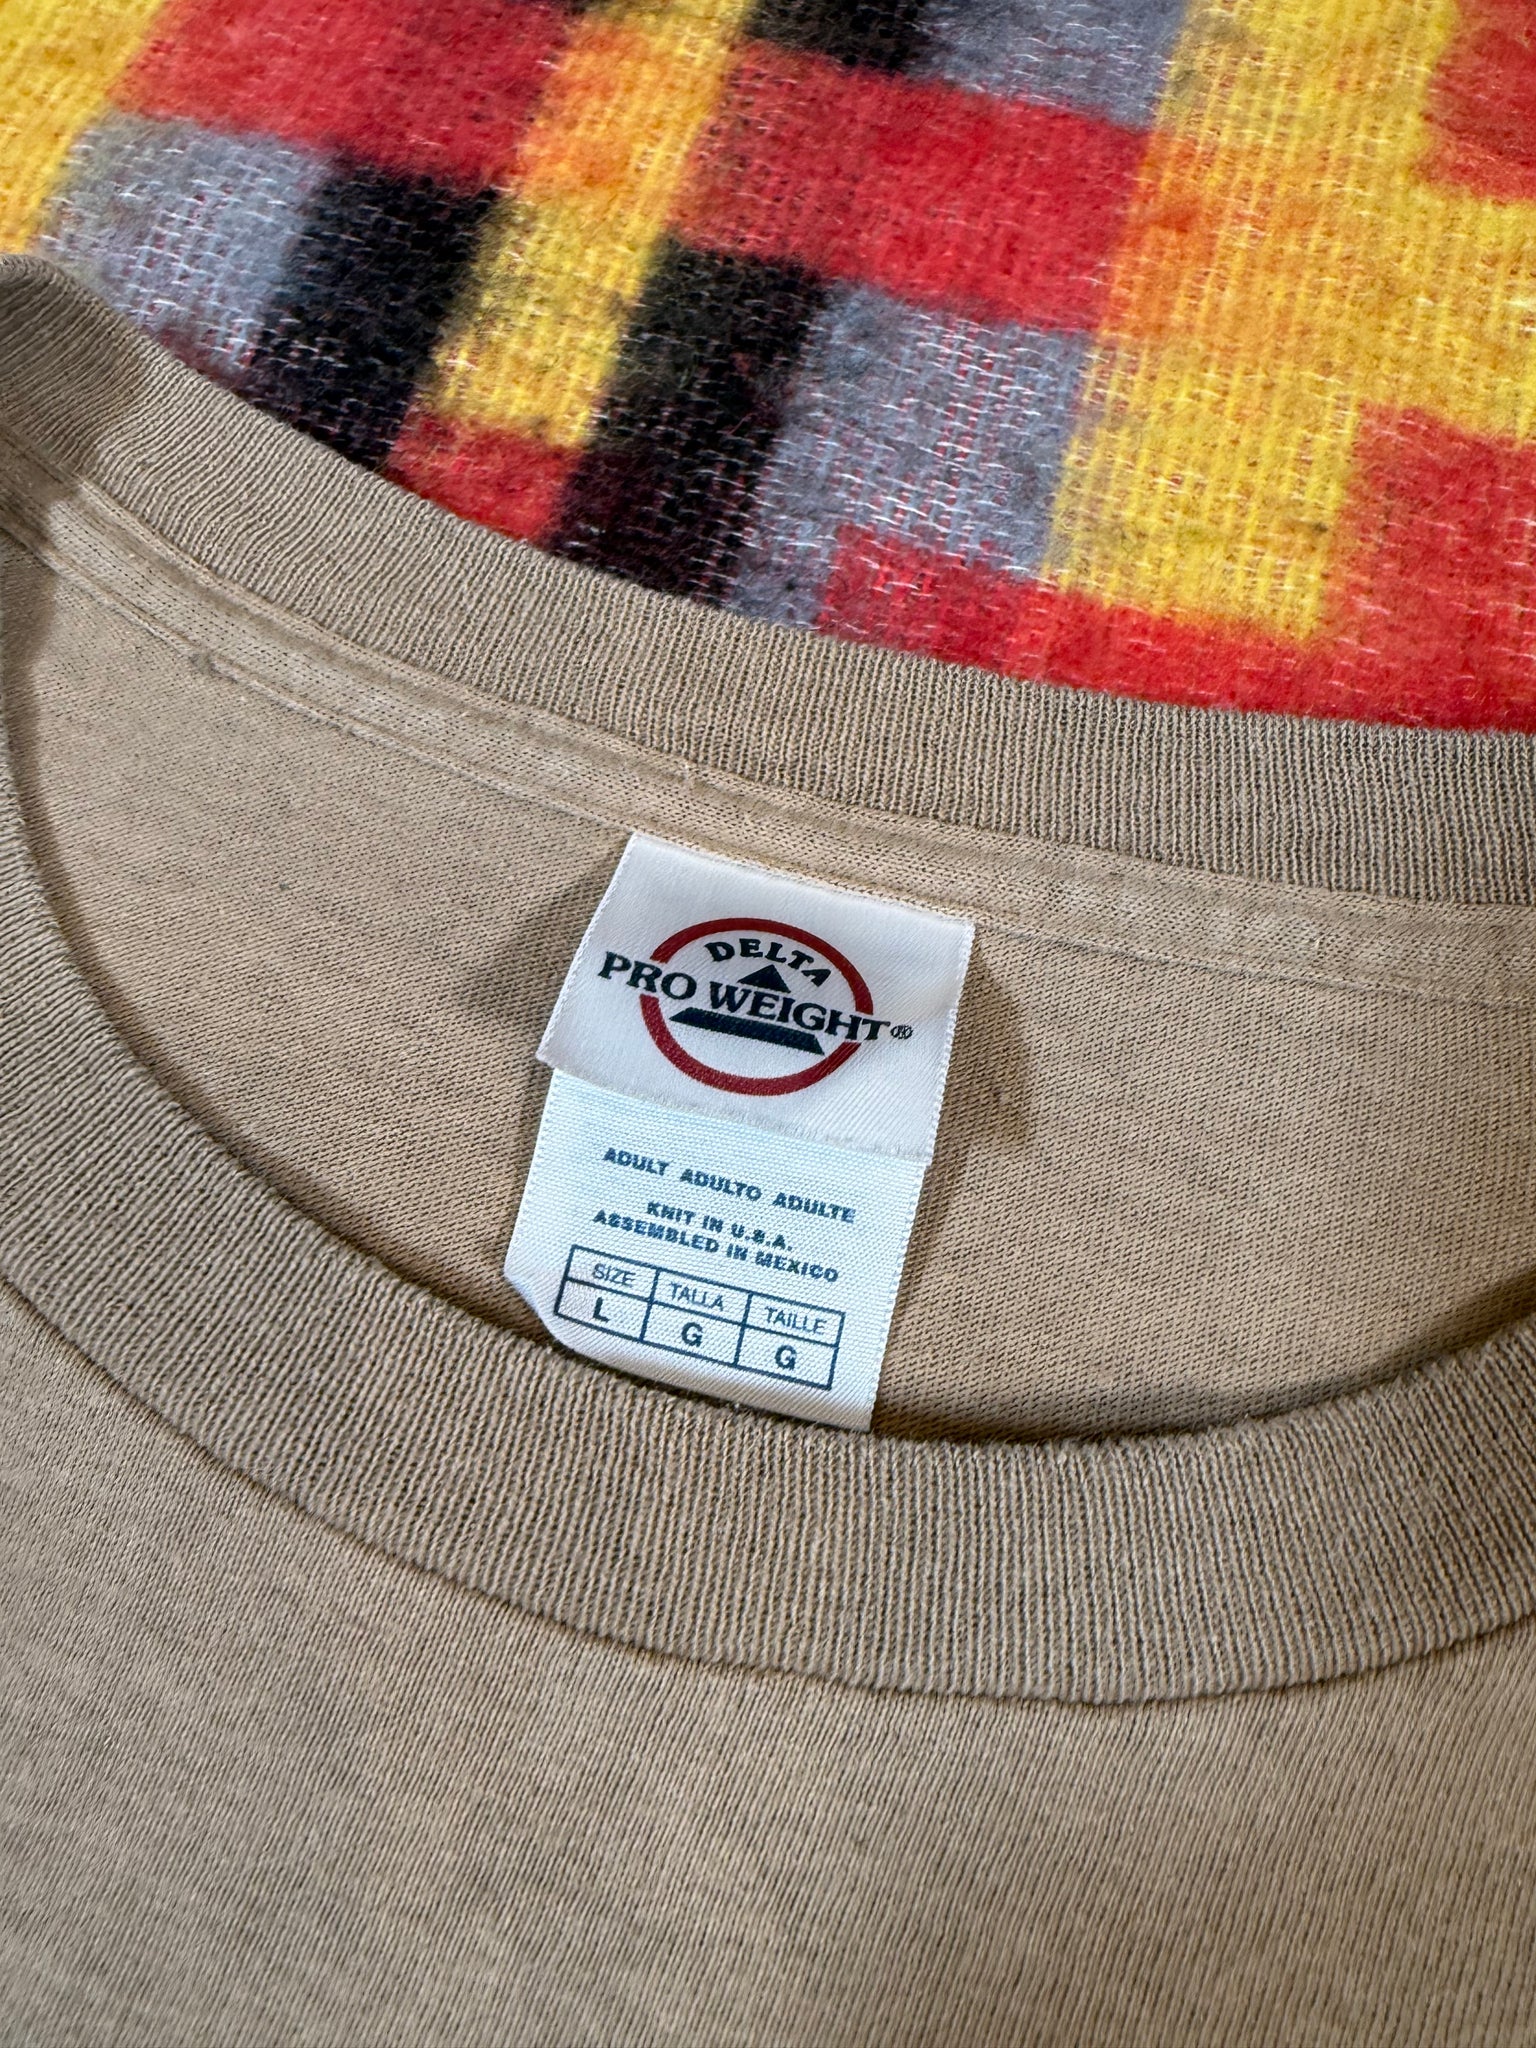 DELTA
PRO WEIGHT®
ADULT ADULTO ADULTE
KNIT IN U.S.A.
ASSEMBLED IN MEXICO
SIZE TALLA TAILLE
L G G